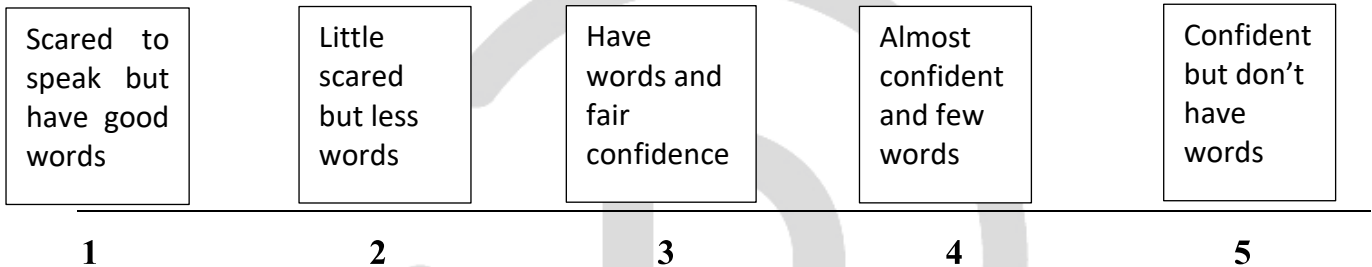 Scared to
speak but
have good
words
Little
scared
but less
words
Have
words and
fair
confidence
Almost
confident
and few
words
Confident
but don’t
have
words
1 2 3 4 5